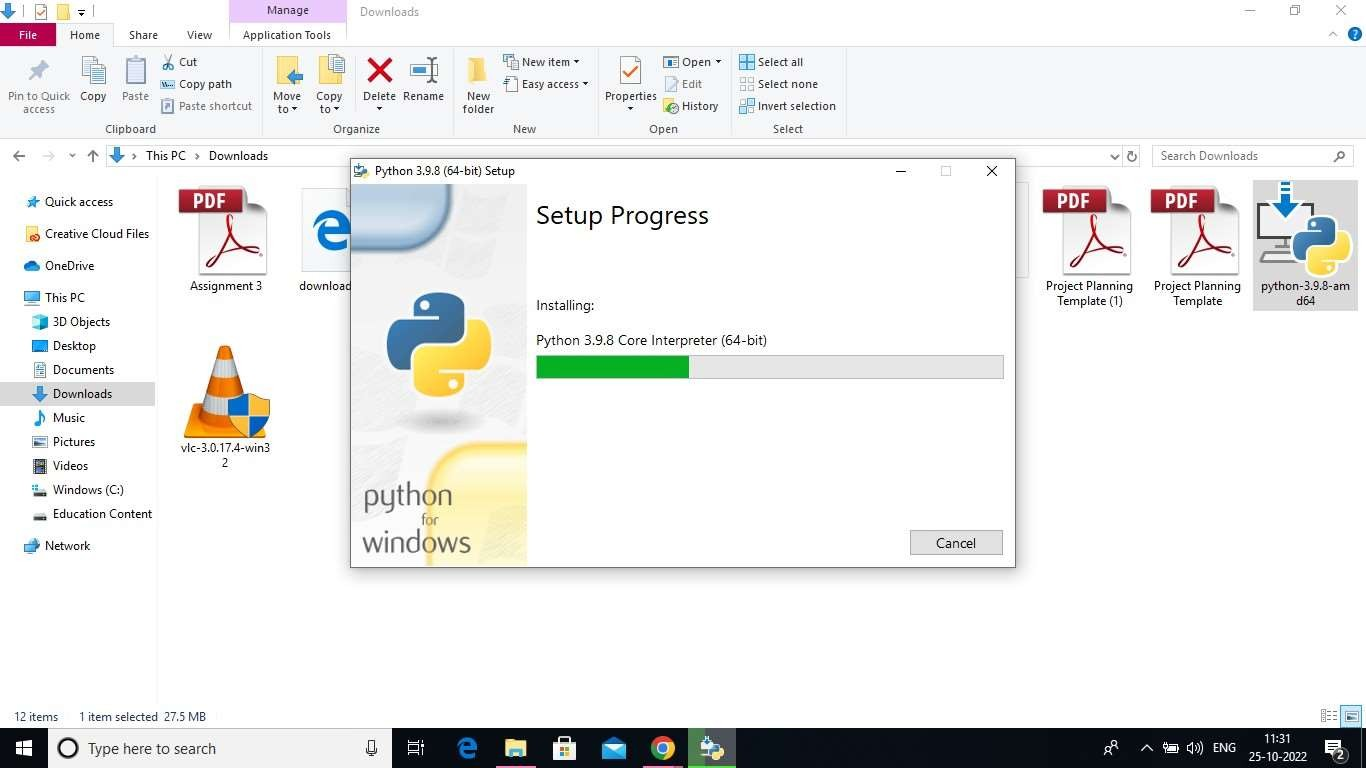 Manage
Downloads
File
Home
Share
View
Application Tools
Pin to Quick
access
Copy
Paste
Cut
Copy path
Paste shortcut
Clipboard
Move
to
Copy
to
Delete
Rename
Organize
New
folder
New item
Easy access
New
Properties
Open
Edit
History
Open
Select all
Select none
Invert selection
Select
This PC
Downloads
Search Downloads
Quick access
Creative Cloud Files
OneDrive
This PC
3D Objects
Desktop
Documents
Downloads
Music
Pictures
Videos
Windows (C:)
Education Content
Network
PDF
Assignment 3
download
PDF
Project Planning
Template (1)
PDF
Project Planning
Template
python-3.9.8-am
d64
vlc-3.0.17.4-win3
2
Python 3.9.8 (64-bit) Setup
Setup Progress
Installing:
Python 3.9.8 Core Interpreter (64-bit)
python
for
windows
Cancel
12 items
1 item selected 27.5 MB
Type here to search
ENG
11:31
25-10-2022
2